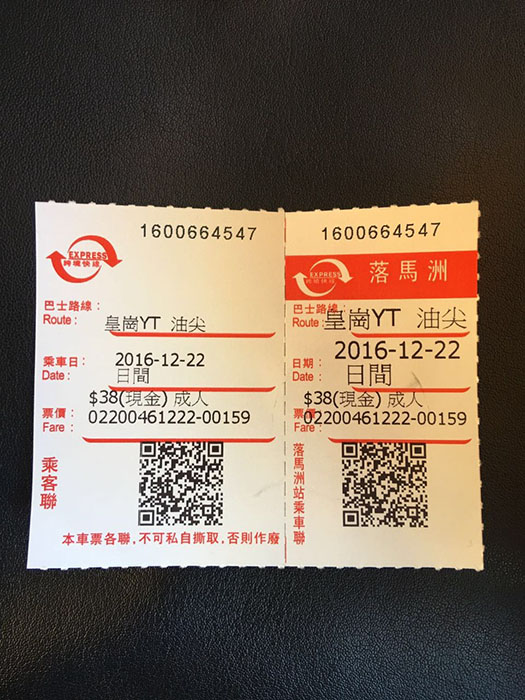 1600664547
EXPRESS
跨境快線
巴士路線:
Route:
皇崗YT 油尖
乘車日:
Date:
2016-12-22
日間
$38(現金)成人
票價:
Fare:
02200461222-00159
乘客聯
本車票各聯,不可私自撕取,否則作廢
1600664547
EXPRESS
跨境快線
落馬洲
巴士路線:
Route:
皇崗YT 油尖
2016-12-22
日期:
Date:
日間
$38(現金)成人
票價:
Fare:
02200461222-00159
落馬洲站乘車聯